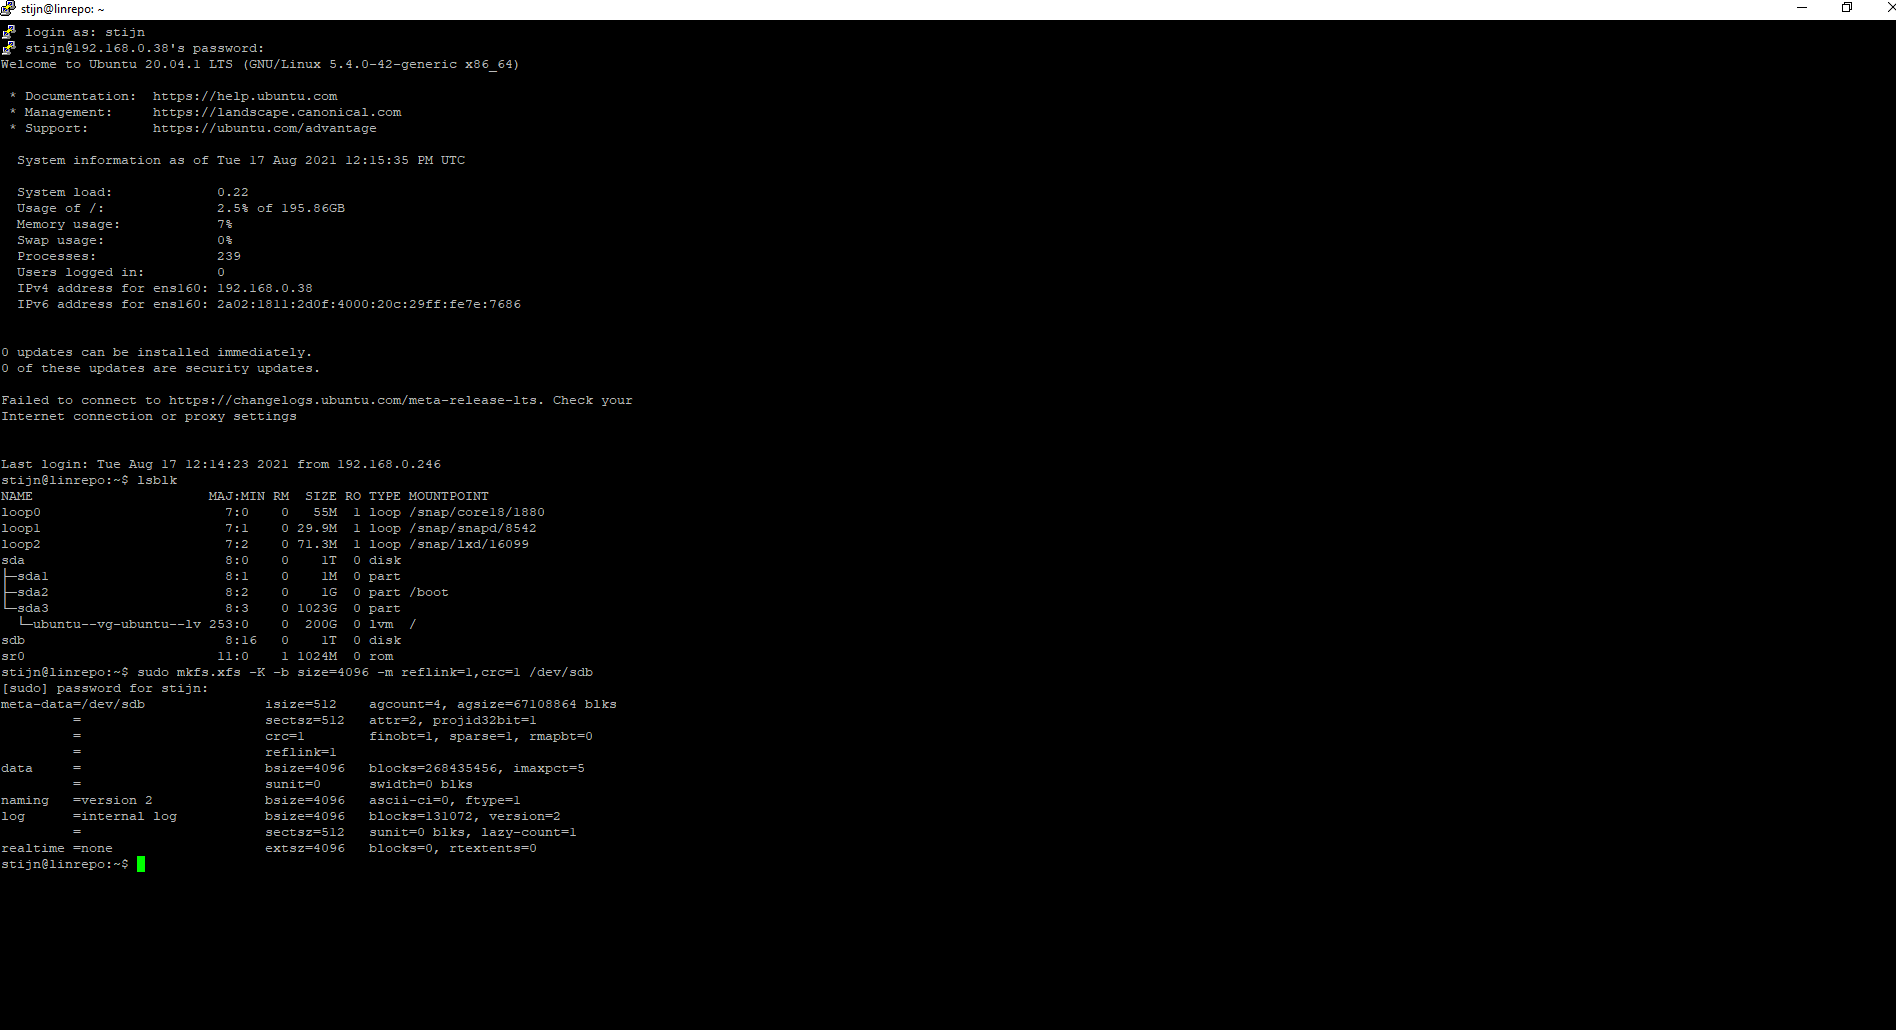 stijn@linrepo: ~
login as: stijn
stijn@192.168.0.38's password:
Welcome to Ubuntu 20.04.1 LTS (GNU/Linux 5.4.0-42-generic x86_64)

 * Documentation:  https://help.ubuntu.com
 * Management:     https://landscape.canonical.com
 * Support:        https://ubuntu.com/advantage

  System information as of Tue 17 Aug 2021 12:15:35 PM UTC

  System load:             0.22
  Usage of /:              2.5% of 195.86GB
  Memory usage:            7%
  Swap usage:              0%
  Processes:               239
  Users logged in:         0
  IPv4 address for ens160: 192.168.0.38
  IPv6 address for ens160: 2a02:1811:2d0f:4000:20c:29ff:fe7e:7686

0 updates can be installed immediately.
0 of these updates are security updates.

Failed to connect to https://changelogs.ubuntu.com/meta-release-lts. Check your
Internet connection or proxy settings

Last login: Tue Aug 17 12:14:23 2021 from 192.168.0.246
stijn@linrepo:~$ lsblk
NAME                      MAJ:MIN RM  SIZE RO TYPE MOUNTPOINT
loop0                       7:0    0   55M  1 loop /snap/core18/1880
loop1                       7:1    0 29.9M  1 loop /snap/snapd/8542
loop2                       7:2    0 71.3M  1 loop /snap/lxd/16099
sda                         8:0    0    1T  0 disk
├─sda1                      8:1    0    1M  0 part
├─sda2                      8:2    0    1G  0 part /boot
└─sda3                      8:3    0 1023G  0 part
  └─ubuntu--vg-ubuntu--lv 253:0    0  200G  0 lvm  /
sdb                         8:16   0    1T  0 disk
sr0                        11:0    1 1024M  0 rom
stijn@linrepo:~$ sudo mkfs.xfs -K -b size=4096 -m reflink=1,crc=1 /dev/sdb
[sudo] password for stijn:
meta-data=/dev/sdb               isize=512    agcount=4, agsize=67108864 blks
         =                       sectsz=512   attr=2, projid32bit=1
         =                       crc=1        finobt=1, sparse=1, rmapbt=0
         =                       reflink=1
data     =                       bsize=4096   blocks=268435456, imaxpct=5
         =                       sunit=0      swidth=0 blks
naming   =version 2              bsize=4096   ascii-ci=0, ftype=1
log      =internal log           bsize=4096   blocks=131072, version=2
         =                       sectsz=512   sunit=0 blks, lazy-count=1
realtime =none                   extsz=4096   blocks=0, rtextents=0
stijn@linrepo:~$